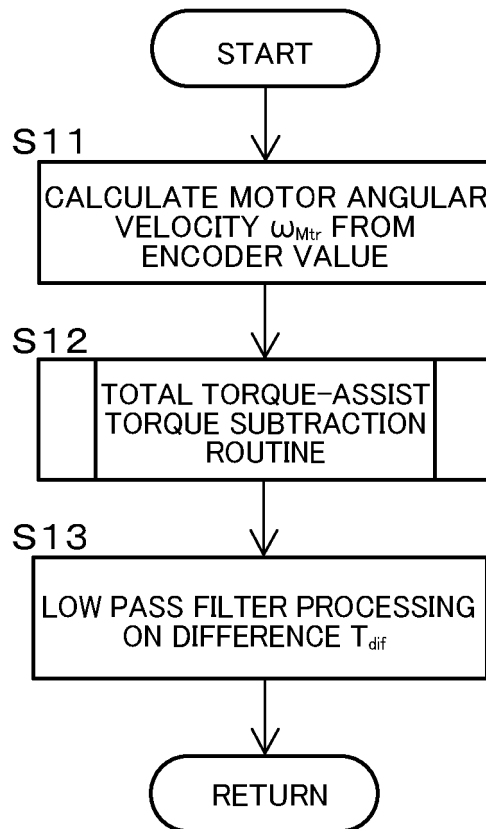 START
S11
CALCULATE MOTOR ANGULAR
VELOCITY ωMtr FROM
ENCODER VALUE
S12
TOTAL TORQUE-ASSIST
TORQUE SUBTRACTION
ROUTINE
S13
LOW PASS FILTER PROCESSING
ON DIFFERENCE Tdif
RETURN